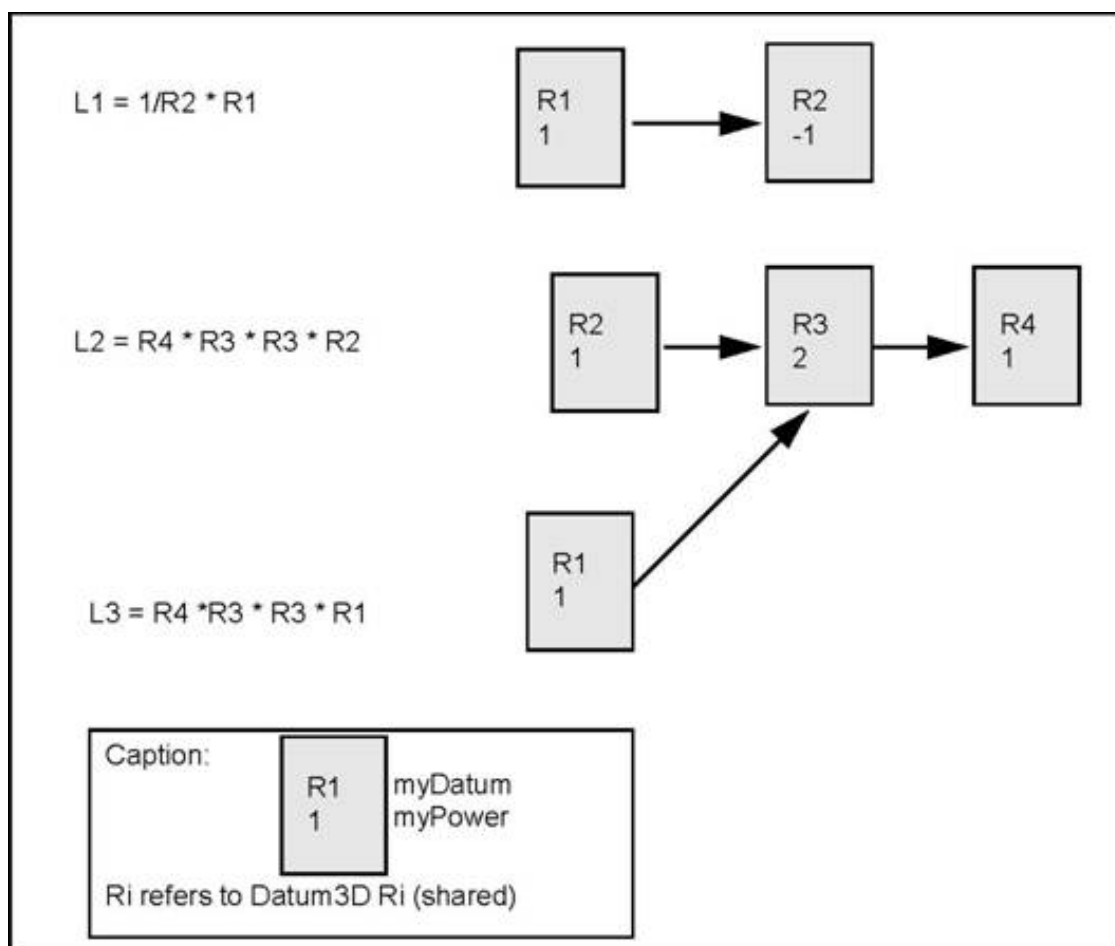 L1 = 1/R2 * R1
R1
1
R2
-1
L2 = R4 * R3 * R3 * R2
R2
1
R3
2
R4
1
L3 = R4 *R3 * R3 * R1
R1
1
Caption:
R1 myDatum
1 myPower
Ri refers to Datum3D Ri (shared)